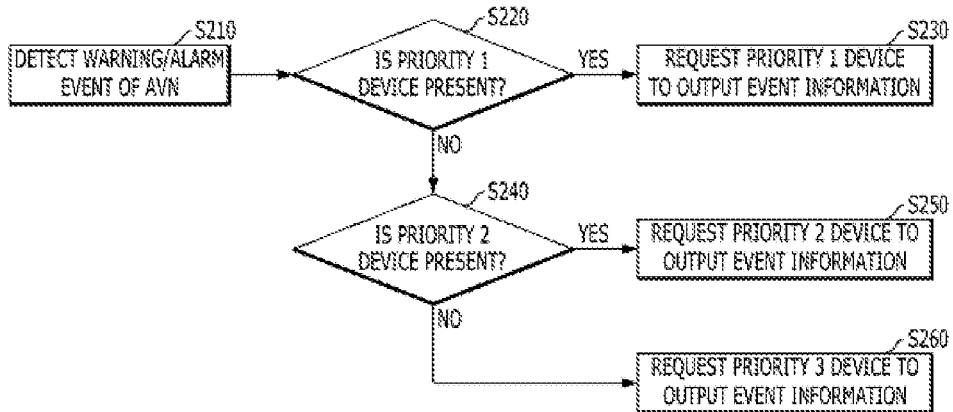 S210
DETECT WARNING/ALARM
EVENT OF AVN
S220
IS PRIORITY 1
DEVICE PRESENT?
YES
S230
REQUEST PRIORITY 1 DEVICE
TO OUTPUT EVENT INFORMATION
NO
S240
IS PRIORITY 2
DEVICE PRESENT?
YES
S250
REQUEST PRIORITY 2 DEVICE TO
OUTPUT EVENT INFORMATION
NO
S260
REQUEST PRIORITY 3 DEVICE TO
OUTPUT EVENT INFORMATION